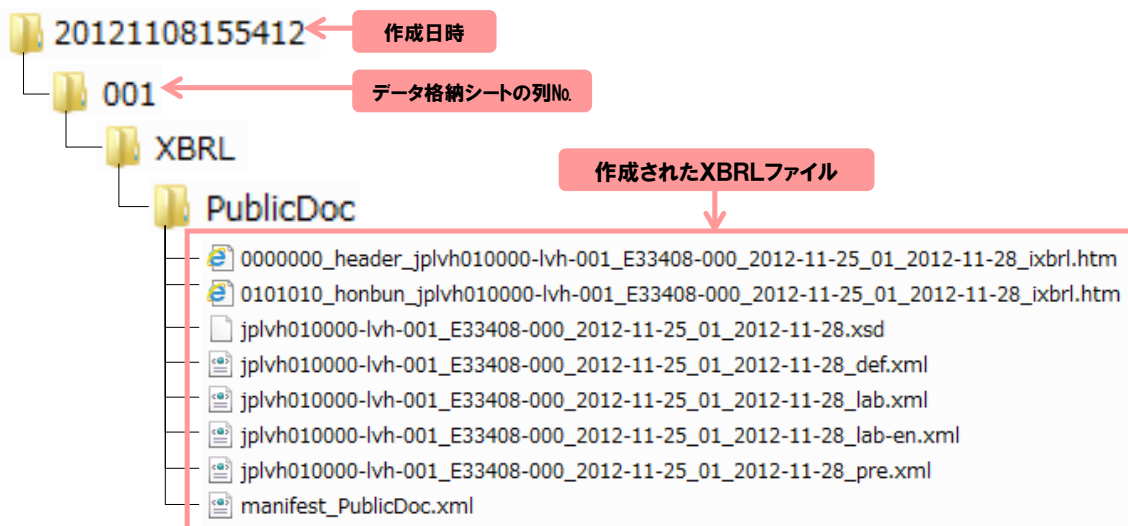 20121108155412
作成日時
001
データ格納シートの列№
XBRL
作成されたXBRLファイル
PublicDoc
0000000_header_jplvh010000-lvh-001_E33408-000_2012-11-25_01_2012-11-28_ixbrl.htm
0101010_honbun_jplvh010000-lvh-001_E33408-000_2012-11-25_01_2012-11-28_ixbrl.htm
jplvh010000-lvh-001_E33408-000_2012-11-25_01_2012-11-28.xsd
jplvh010000-lvh-001_E33408-000_2012-11-25_01_2012-11-28_def.xml
jplvh010000-lvh-001_E33408-000_2012-11-25_01_2012-11-28_lab.xml
jplvh010000-lvh-001_E33408-000_2012-11-25_01_2012-11-28_lab-en.xml
jplvh010000-lvh-001_E33408-000_2012-11-25_01_2012-11-28_pre.xml
manifest_PublicDoc.xml